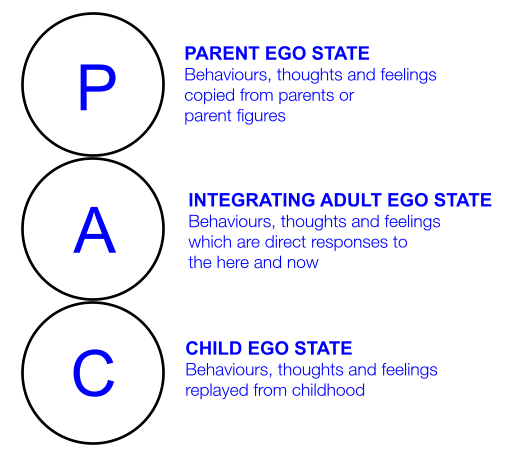 P
PARENT EGO STATE
Behaviours, thoughts and feelings
copied from parents or
parent figures
A
INTEGRATING ADULT EGO STATE
Behaviours, thoughts and feelings
which are direct responses to
the here and now
C
CHILD EGO STATE
Behaviours, thoughts and feelings
replayed from childhood